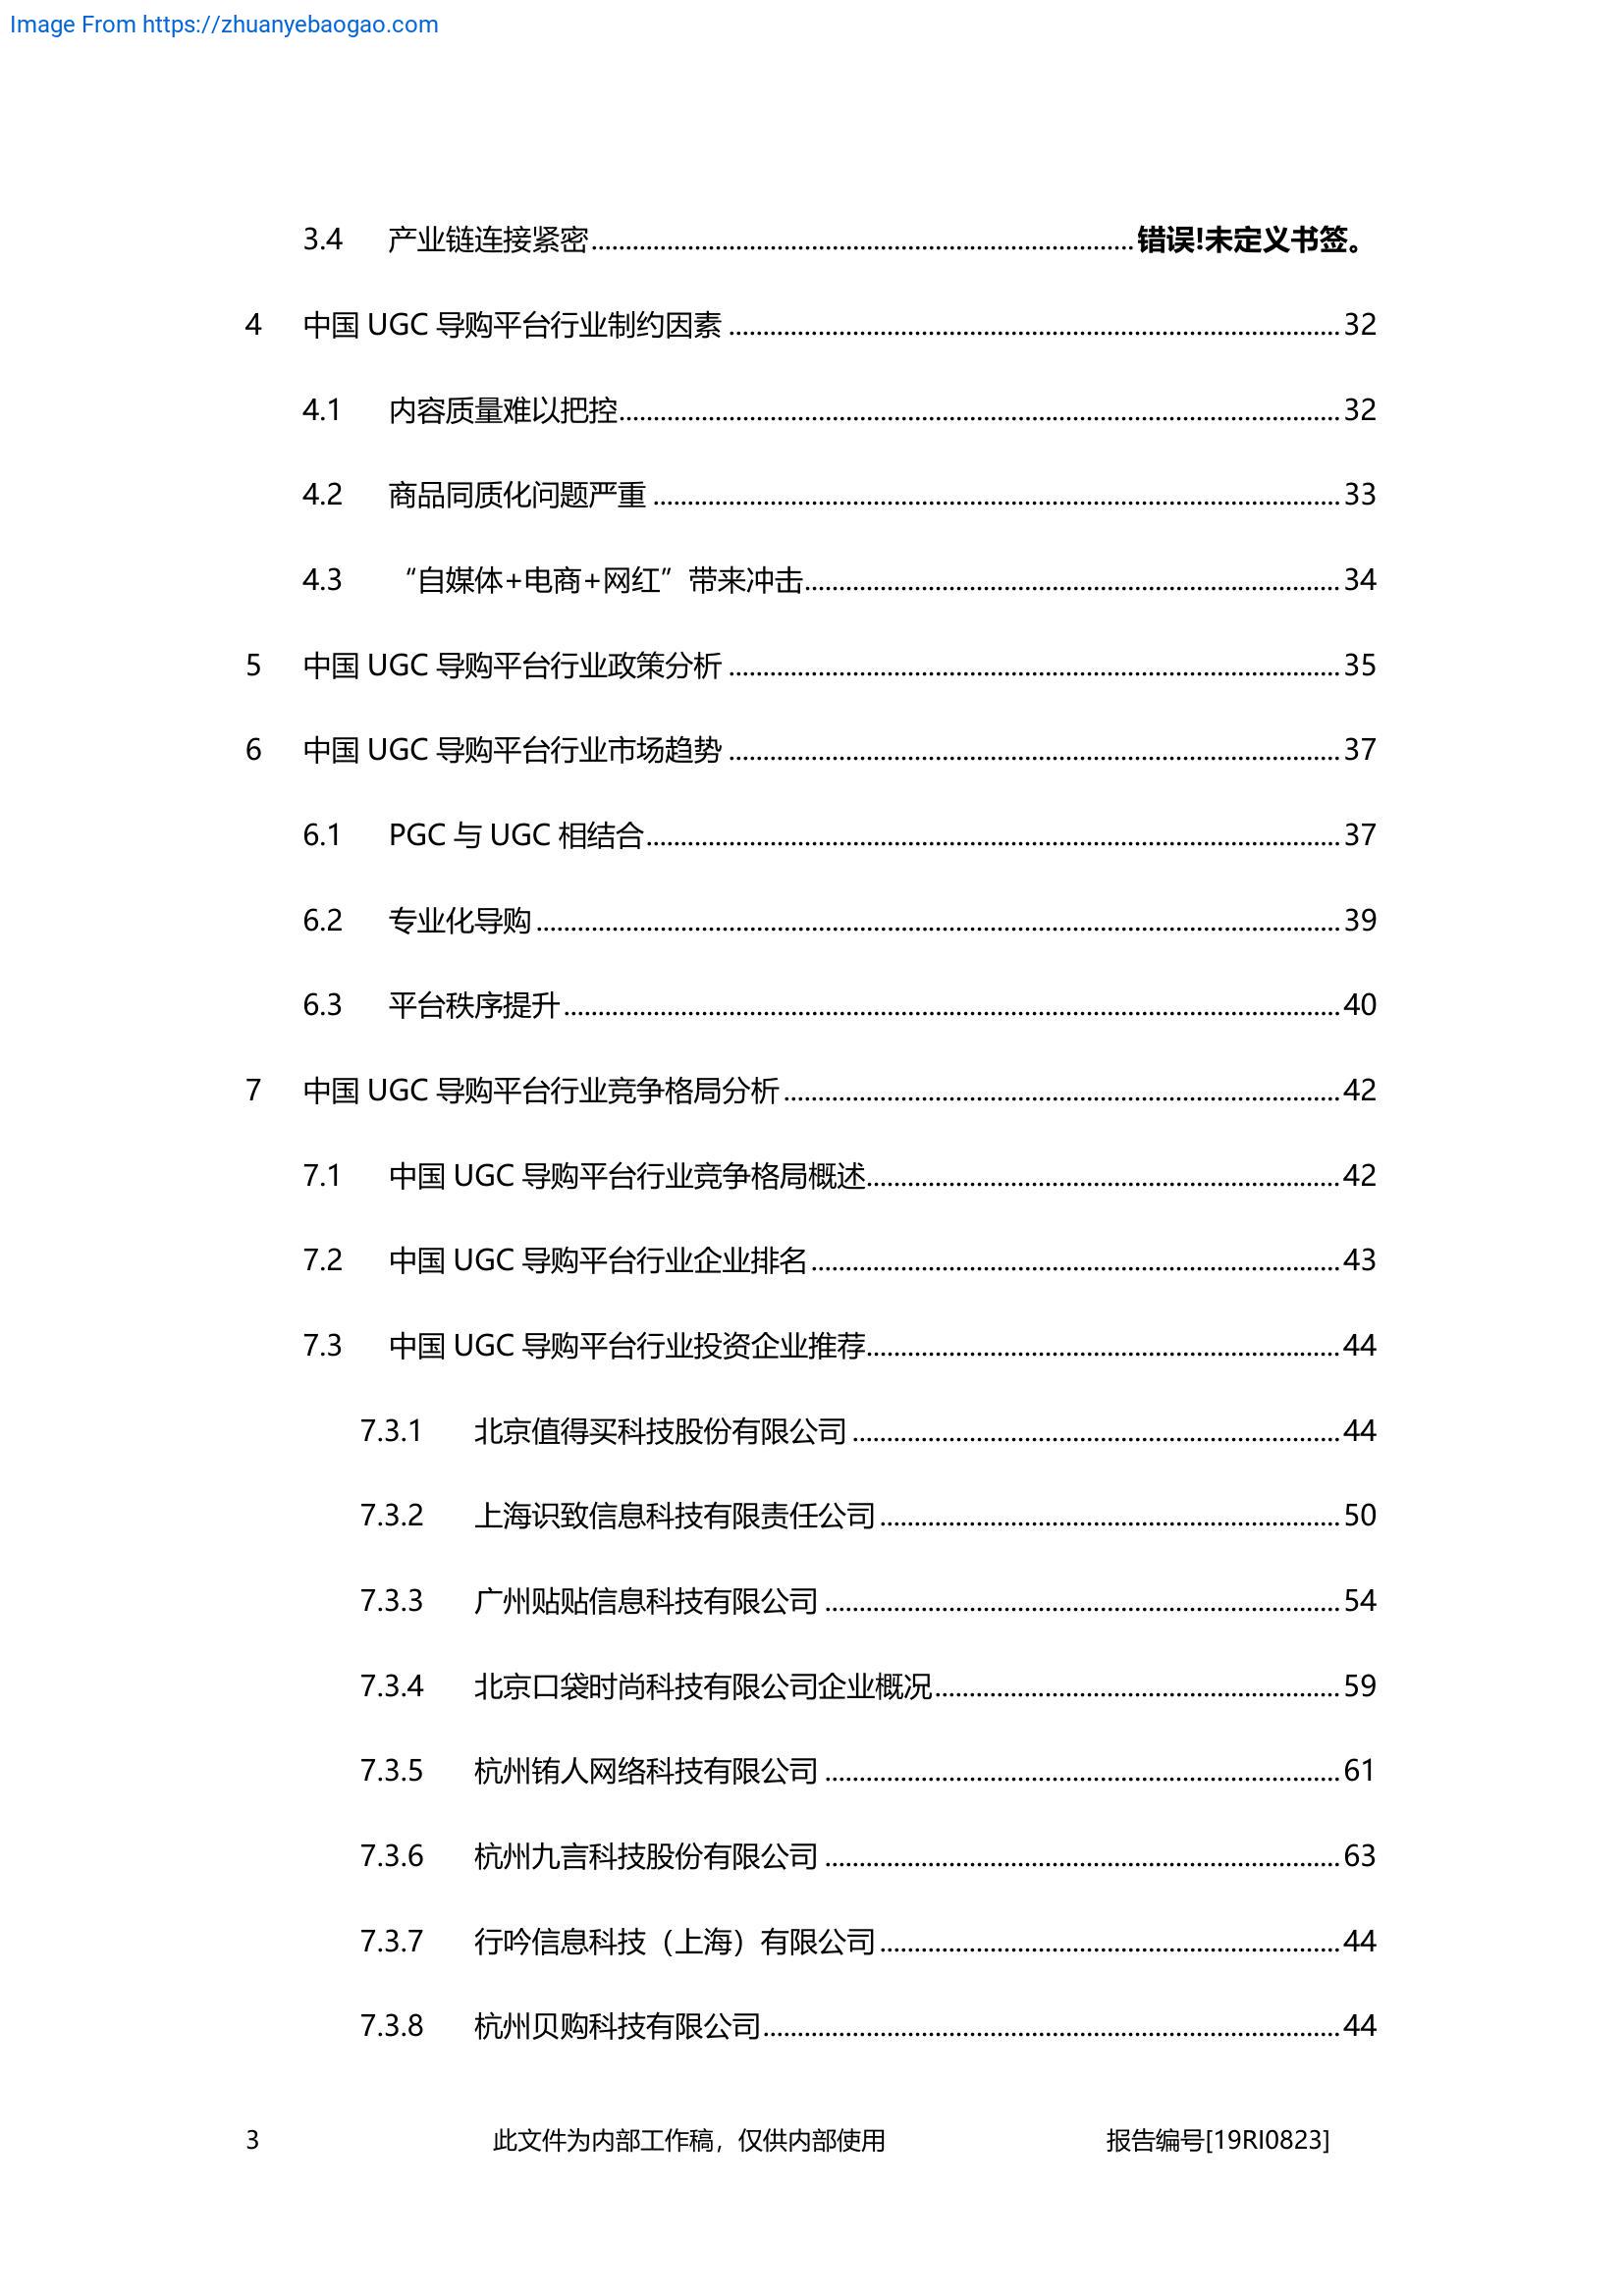 Image From https://zhuanyebaogao.com
3.4 产业链连接紧密........................................................................错误!未定义书签。
4 中国 UGC 导购平台行业制约因素........................................................................32
4.1 内容质量难以把控........................................................................32
4.2 商品同质化问题严重........................................................................33
4.3 “自媒体+电商+网红”带来冲击........................................................................34
5 中国 UGC 导购平台行业政策分析........................................................................35
6 中国 UGC 导购平台行业市场趋势........................................................................37
6.1 PGC 与 UGC 相结合........................................................................37
6.2 专业化导购........................................................................39
6.3 平台秩序提升........................................................................40
7 中国 UGC 导购平台行业竞争格局分析........................................................................42
7.1 中国 UGC 导购平台行业竞争格局概述........................................................................42
7.2 中国 UGC 导购平台行业企业排名........................................................................43
7.3 中国 UGC 导购平台行业投资企业推荐........................................................................44
7.3.1 北京值得买科技股份有限公司........................................................................44
7.3.2 上海识致信息科技有限责任公司........................................................................50
7.3.3 广州贴贴信息科技有限公司........................................................................54
7.3.4 北京口袋时尚科技有限公司企业概况........................................................................59
7.3.5 杭州铕人网络科技有限公司........................................................................61
7.3.6 杭州九言科技股份有限公司........................................................................63
7.3.7 行吟信息科技（上海）有限公司........................................................................44
7.3.8 杭州贝购科技有限公司........................................................................44
3 此文件为内部工作稿，仅供内部使用 报告编号[19RI0823]